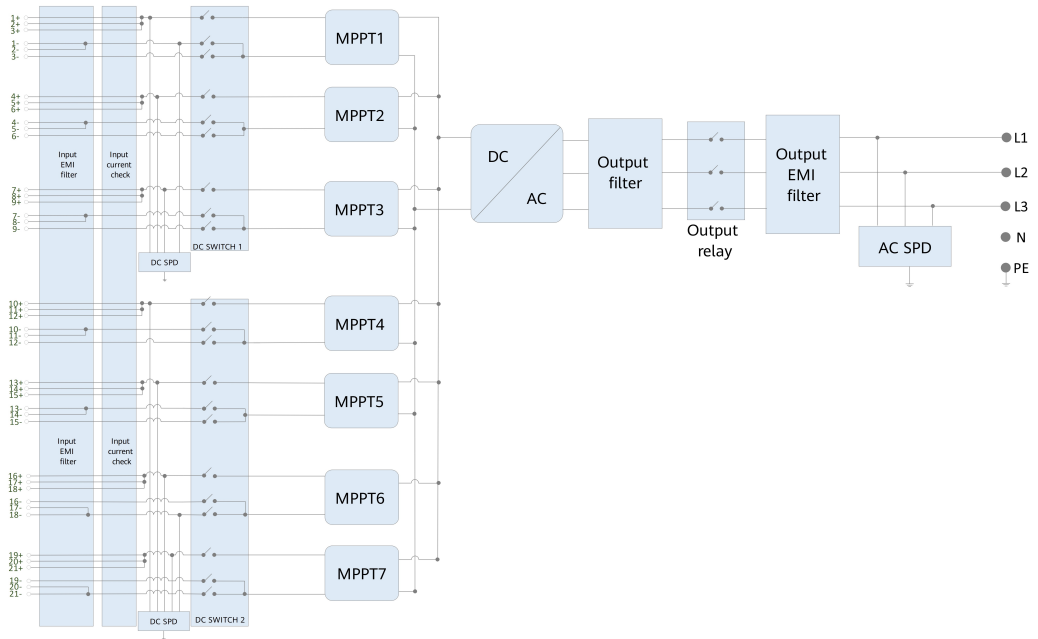 1+
2+
3+
1-
2-
3-
MPPT1
4+
5+
6+
4-
5-
6-
MPPT2
Input
EMI
filter
Input
current
check
7+
8+
9+
7-
8-
9-
MPPT3
DC SWITCH 1
DC SPD
DC
AC
Output
filter
Output
relay
Output
EMI
filter
AC SPD
L1
L2
L3
N
PE
10+
11+
12+
10-
11-
12-
MPPT4
13+
14+
15+
13-
14-
15-
MPPT5
Input
EMI
filter
Input
current
check
16+
17+
18+
16-
17-
18-
MPPT6
19+
20+
21+
19-
20-
21-
MPPT7
DC SPD
DC SWITCH 2